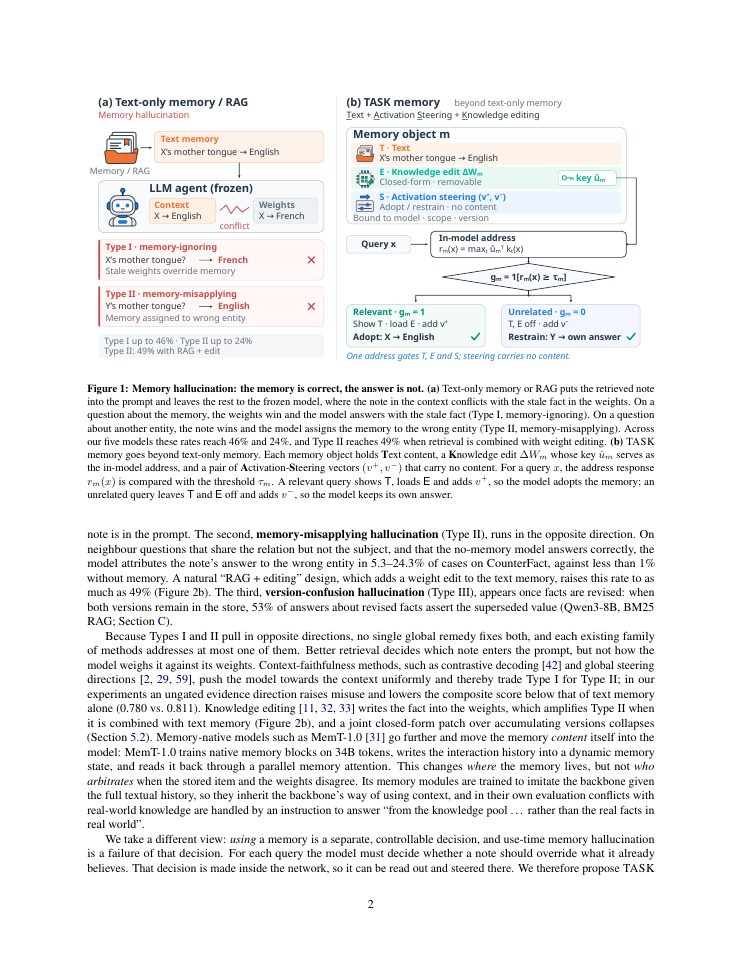 (a) Text-only memory / RAG
Memory hallucination
Text memory
X's mother tongue → English
Memory / RAG
LLM agent (frozen)
Context
X → English
conflict
Weights
X → French
Type I · memory-ignoring
X's mother tongue? → French ✕
Stale weights override memory
Type II · memory-misapplying
Y's mother tongue? → English ✕
Memory assigned to wrong entity
Type I up to 46% · Type II up to 24%
Type II: 49% with RAG + edit
(b) TASK memory beyond text-only memory
Text + Activation Steering + Knowledge editing
Memory object m
T · Text
X's mother tongue → English
E · Knowledge edit ΔWₘ
Closed-form · removable
key ûₘ
S · Activation steering (v⁺, v⁻)
Adopt / restrain · no content
Bound to model · scope · version
Query x
In-model address
rₘ(x) = maxₜ ûₘᵀ kₜ(x)
gₘ = 1[rₘ(x) ≥ τₘ]
Relevant · gₘ = 1
Show T · load E · add v⁺
Adopt: X → English ✓
Unrelated · gₘ = 0
T, E off · add v⁻
Restrain: Y → own answer ✓
One address gates T, E and S; steering carries no content.
Figure 1: Memory hallucination: the memory is correct, the answer is not. (a) Text-only memory or RAG puts the retrieved note
into the prompt and leaves the rest to the frozen model, where the note in the context conflicts with the stale fact in the weights. On a
question about the memory, the weights win and the model answers with the stale fact (Type I, memory-ignoring). On a question
about another entity, the note wins and the model assigns the memory to the wrong entity (Type II, memory-misapplying). Across
our five models these rates reach 46% and 24%, and Type II reaches 49% when retrieval is combined with weight editing. (b) TASK
memory goes beyond text-only memory. Each memory object holds Text content, a Knowledge edit ΔWₘ whose key ûₘ serves as
the in-model address, and a pair of Activation-Steering vectors (v⁺, v⁻) that carry no content. For a query x, the address response
rₘ(x) is compared with the threshold τₘ. A relevant query shows T, loads E and adds v⁺, so the model adopts the memory; an
unrelated query leaves T and E off and adds v⁻, so the model keeps its own answer.
note is in the prompt. The second, memory-misapplying hallucination (Type II), runs in the opposite direction. On
neighbour questions that share the relation but not the subject, and that the no-memory model answers correctly, the
model attributes the note's answer to the wrong entity in 5.3–24.3% of cases on CounterFact, against less than 1%
without memory. A natural "RAG + editing" design, which adds a weight edit to the text memory, raises this rate to as
much as 49% (Figure 2b). The third, version-confusion hallucination (Type III), appears once facts are revised: when
both versions remain in the store, 53% of answers about revised facts assert the superseded value (Qwen3-8B, BM25
RAG; Section C).
Because Types I and II pull in opposite directions, no single global remedy fixes both, and each existing family
of methods addresses at most one of them. Better retrieval decides which note enters the prompt, but not how the
model weighs it against its weights. Context-faithfulness methods, such as contrastive decoding [42] and global steering
directions [2, 29, 59], push the model towards the context uniformly and thereby trade Type I for Type II; in our
experiments an ungated evidence direction raises misuse and lowers the composite score below that of text memory
alone (0.780 vs. 0.811). Knowledge editing [11, 32, 33] writes the fact into the weights, which amplifies Type II when
it is combined with text memory (Figure 2b), and a joint closed-form patch over accumulating versions collapses
(Section 5.2). Memory-native models such as MemT-1.0 [31] go further and move the memory content itself into the
model: MemT-1.0 trains native memory blocks on 34B tokens, writes the interaction history into a dynamic memory
state, and reads it back through a parallel memory attention. This changes where the memory lives, but not who
arbitrates when the stored item and the weights disagree. Its memory modules are trained to imitate the backbone given
the full textual history, so they inherit the backbone's way of using context, and in their own evaluation conflicts with
real-world knowledge are handled by an instruction to answer "from the knowledge pool … rather than the real facts in
real world".
We take a different view: using a memory is a separate, controllable decision, and use-time memory hallucination
is a failure of that decision. For each query the model must decide whether a note should override what it already
believes. That decision is made inside the network, so it can be read out and steered there. We therefore propose TASK
2